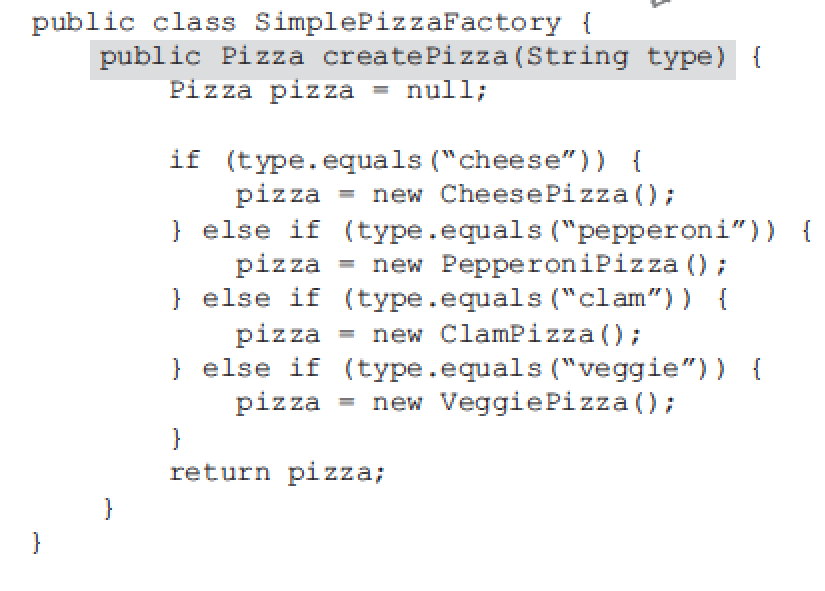 public class SimplePizzaFactory {
public Pizza createPizza(String type) {
Pizza pizza = null;
if (type.equals(“cheese”)) {
pizza = new CheesePizza();
} else if (type.equals(“pepperoni”)) {
pizza = new PepperoniPizza();
} else if (type.equals(“clam”)) {
pizza = new ClamPizza();
} else if (type.equals(“veggie”)) {
pizza = new VeggiePizza();
}
return pizza;
}
}